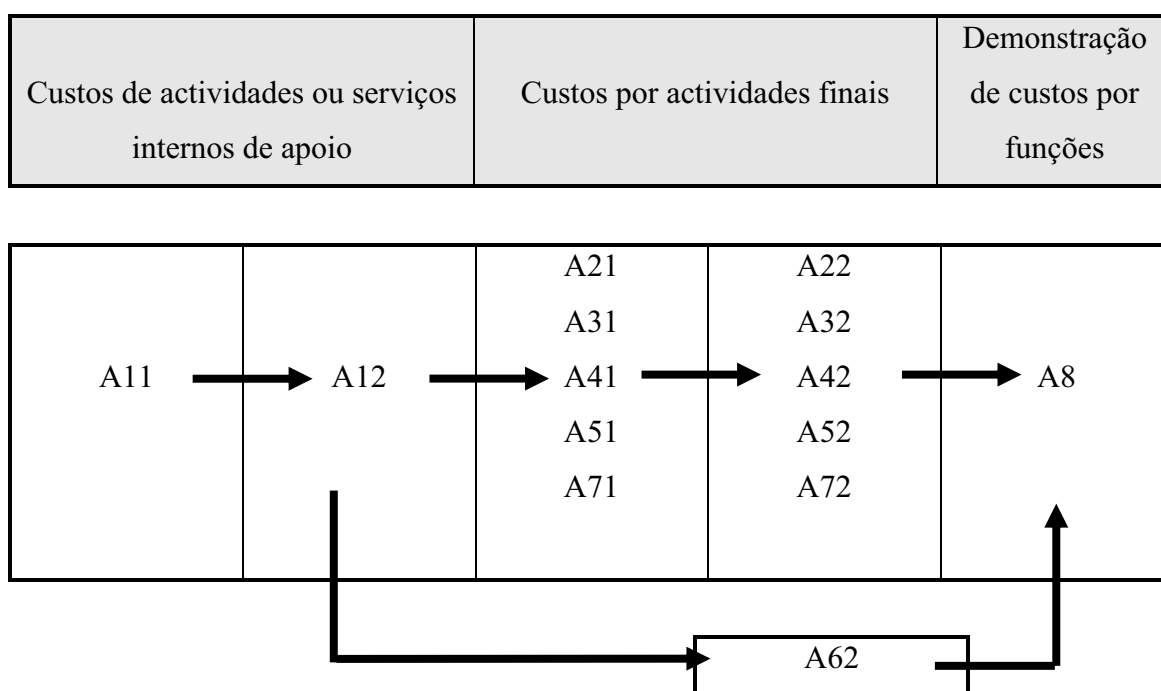 Custos de actividades ou serviços
internos de apoio
Custos por actividades finais
Demonstração
de custos por
funções
A11
A12
A21
A31
A41
A51
A71
A22
A32
A42
A52
A72
A8
A62